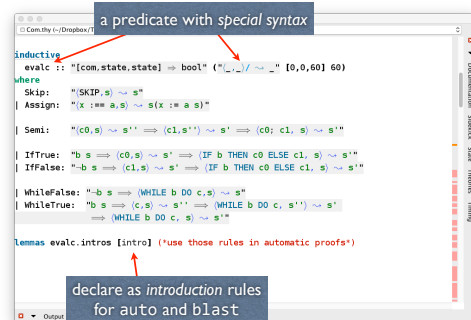 a predicate with special syntax
Com.thy (~/Dropbox/T
inductive
evalc :: "[com,state,state] ⇒ bool" ("⟨_,_⟩/ ⇝ _" [0,0,60] 60)
where
Skip: "⟨SKIP,s⟩ ⇝ s"
| Assign: "⟨x :== a,s⟩ ⇝ s(x := a s)"
| Semi: "⟨c0,s⟩ ⇝ s'' ⟹ ⟨c1,s''⟩ ⇝ s' ⟹ ⟨c0; c1, s⟩ ⇝ s'"
| IfTrue: "b s ⟹ ⟨c0,s⟩ ⇝ s' ⟹ ⟨IF b THEN c0 ELSE c1, s⟩ ⇝ s'"
| IfFalse: "¬b s ⟹ ⟨c1,s⟩ ⇝ s' ⟹ ⟨IF b THEN c0 ELSE c1, s⟩ ⇝ s'"
| WhileFalse: "¬b s ⟹ ⟨WHILE b DO c,s⟩ ⇝ s"
| WhileTrue: "b s ⟹ ⟨c,s⟩ ⇝ s'' ⟹ ⟨WHILE b DO c, s''⟩ ⇝ s'
⟹ ⟨WHILE b DO c, s⟩ ⇝ s'"
lemmas evalc.intros [intro] (*use those rules in automatic proofs*)
declare as introduction rules
for auto and blast
Output